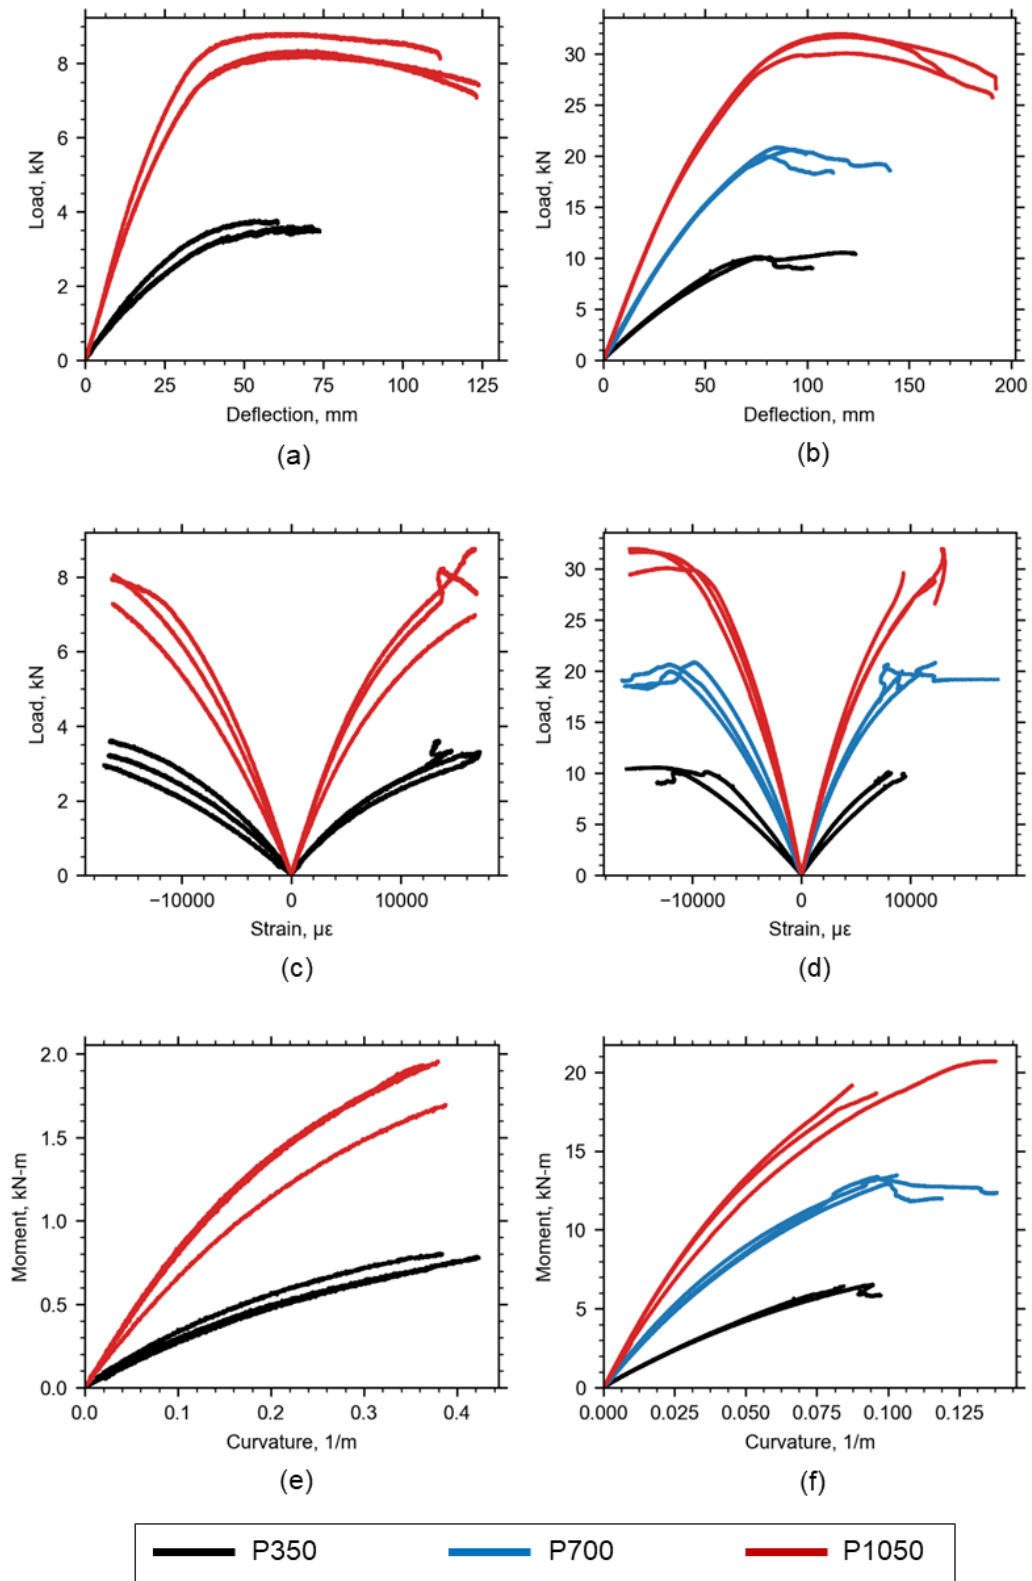 8
6
4
2
0
Load, kN
0 25 50 75 100 125
Deflection, mm
(a)
30
25
20
15
10
5
0
Load, kN
0 50 100 150 200
Deflection, mm
(b)
8
6
4
2
0
Load, kN
−10000 0 10000
Strain, µε
(c)
30
25
20
15
10
5
0
Load, kN
−10000 0 10000
Strain, µε
(d)
2.0
1.5
1.0
0.5
0.0
Moment, kN-m
0.0 0.1 0.2 0.3 0.4
Curvature, 1/m
(e)
20
15
10
5
0
Moment, kN-m
0.000 0.025 0.050 0.075 0.100 0.125
Curvature, 1/m
(f)
P350 P700 P1050